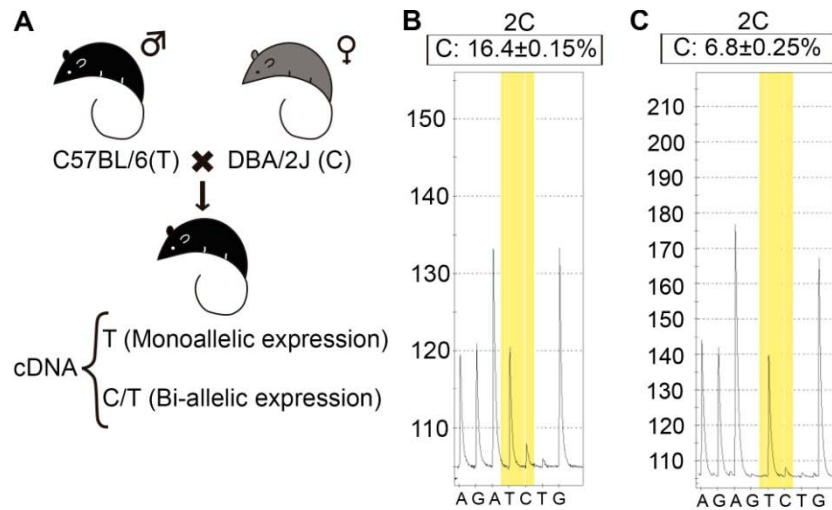 A
♂
♀
C57BL/6(T) × DBA/2J (C)
cDNA
T (Monoallelic expression)
C/T (Bi-allelic expression)
B
2C
C: 16.4±0.15%
150
140
130
120
110
A G A T C T G
C
2C
C: 6.8±0.25%
210
200
190
180
170
160
150
140
130
120
110
A G A G T C T G